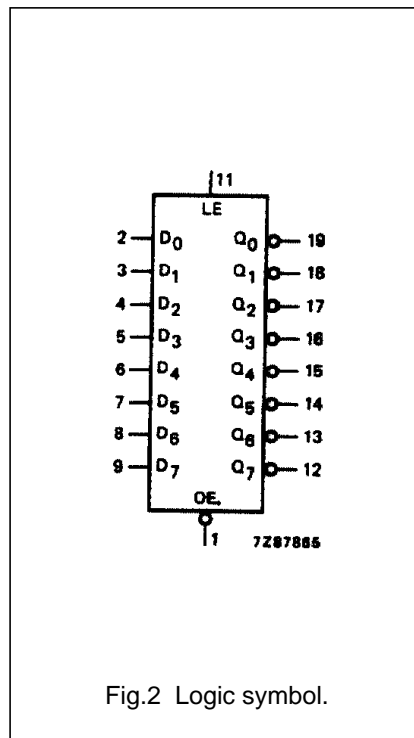 11
LE
2 D0 Q0 19
3 D1 Q1 18
4 D2 Q2 17
5 D3 Q3 16
6 D4 Q4 15
7 D5 Q5 14
8 D6 Q6 13
9 D7 Q7 12
OE.
1 7Z87865
Fig.2 Logic symbol.